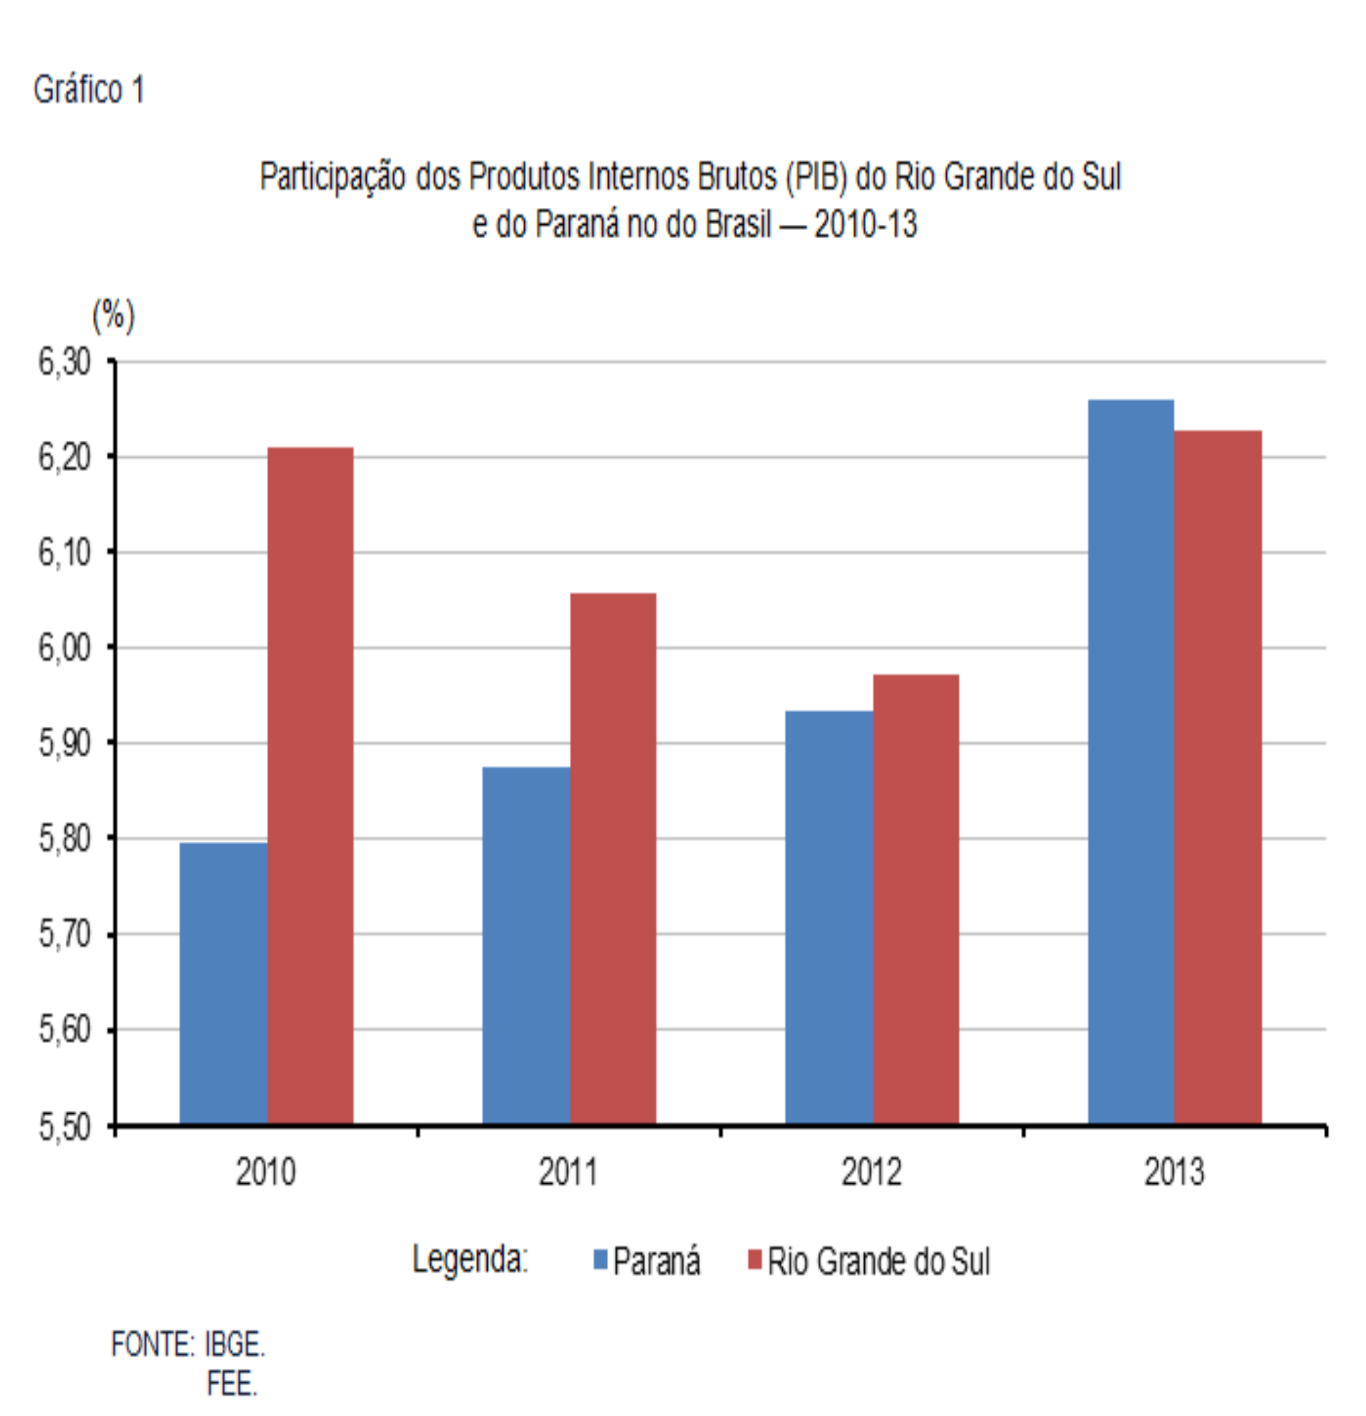 Gráfico 1
Participação dos Produtos Internos Brutos (PIB) do Rio Grande do Sul
e do Paraná no do Brasil — 2010-13
(%)
6,30
6,20
6,10
6,00
5,90
5,80
5,70
5,60
5,50
2010 2011 2012 2013
Legenda: Paraná Rio Grande do Sul
FONTE: IBGE.
FEE.